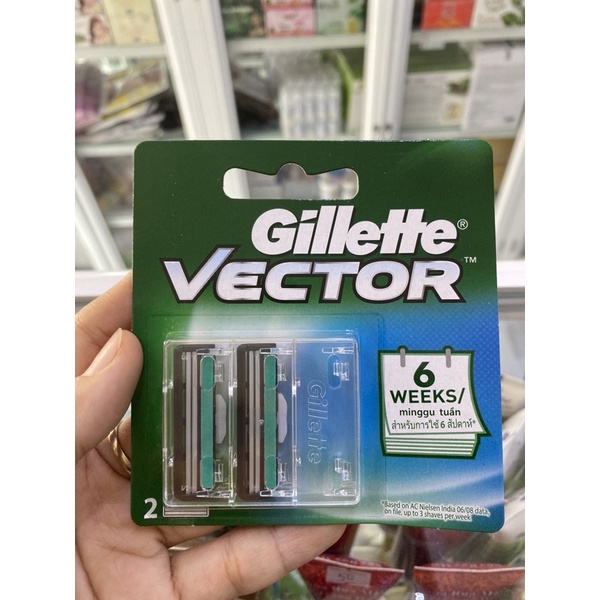 Gillette®
VECTOR™
6
WEEKS/
minggu tuần
สำหรับการใช้ 6 สัปดาห์*
Gillette
2
*Based on AC Nielsen India 06/08 data
on file, up to 3 shaves per week